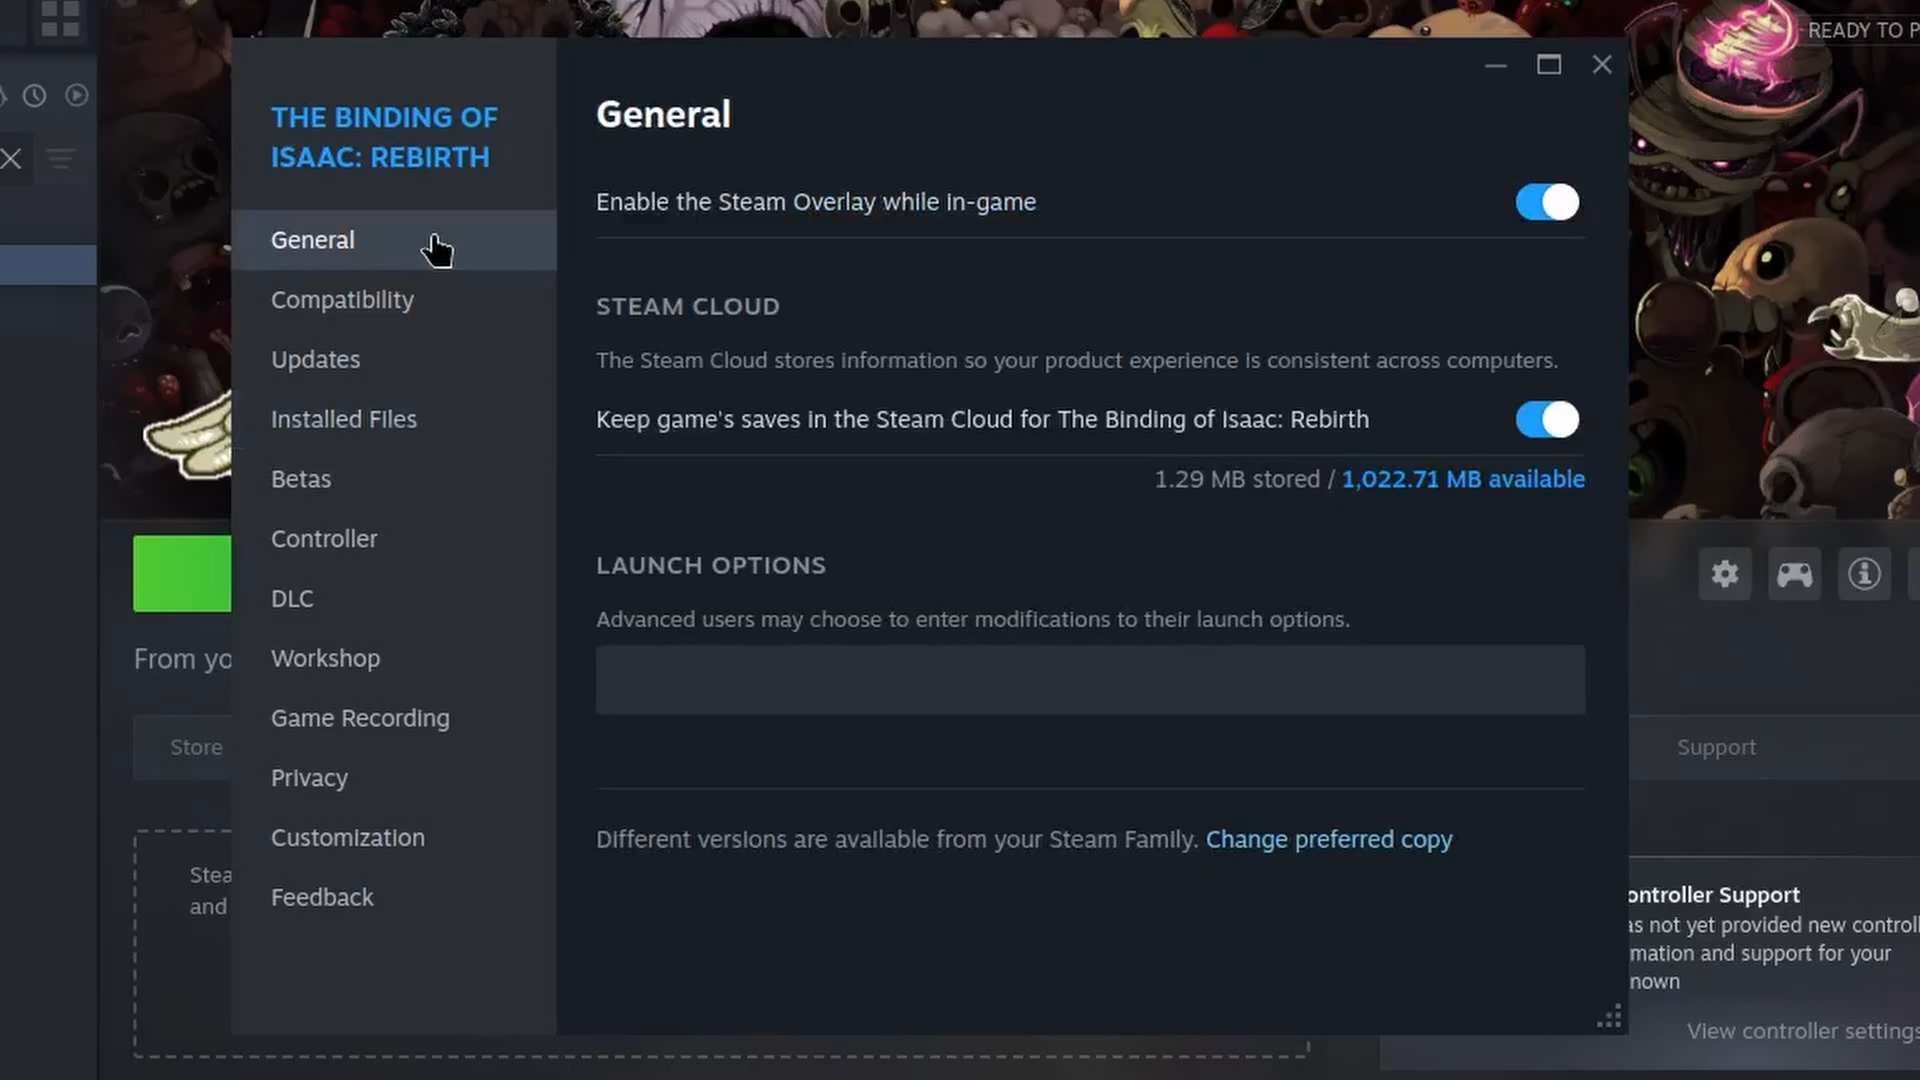 READY TO P
THE BINDING OF
ISAAC: REBIRTH
General
Compatibility
Updates
Installed Files
Betas
Controller
DLC
Workshop
Game Recording
Privacy
Customization
Feedback
General
Enable the Steam Overlay while in-game
STEAM CLOUD
The Steam Cloud stores information so your product experience is consistent across computers.
Keep game's saves in the Steam Cloud for The Binding of Isaac: Rebirth
1.29 MB stored / 1,022.71 MB available
LAUNCH OPTIONS
Advanced users may choose to enter modifications to their launch options.
Different versions are available from your Steam Family. Change preferred copy
From yo
Store
Support
Stea
and
ontroller Support
as not yet provided new controll
mation and support for your
nown
View controller settings